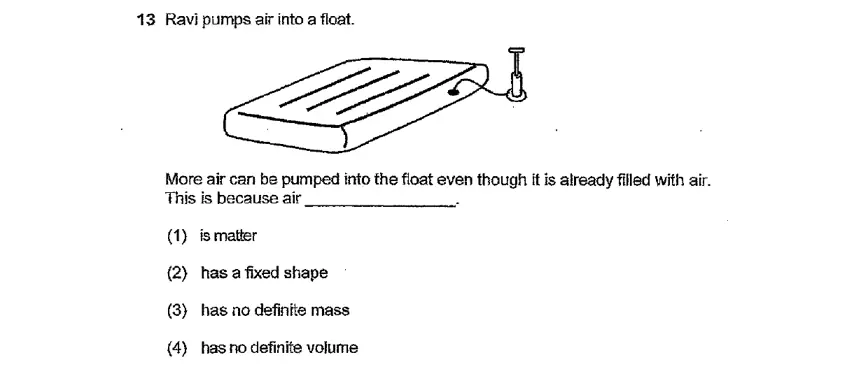 13 Ravi pumps air into a float.
More air can be pumped into the float even though it is already filled with air.
This is because air ____________________.
(1) is matter
(2) has a fixed shape
(3) has no definite mass
(4) has no definite volume